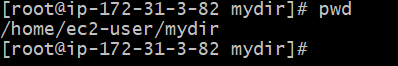 [root@ip-172-31-3-82 mydir]# pwd
/home/ec2-user/mydir
[root@ip-172-31-3-82 mydir]#